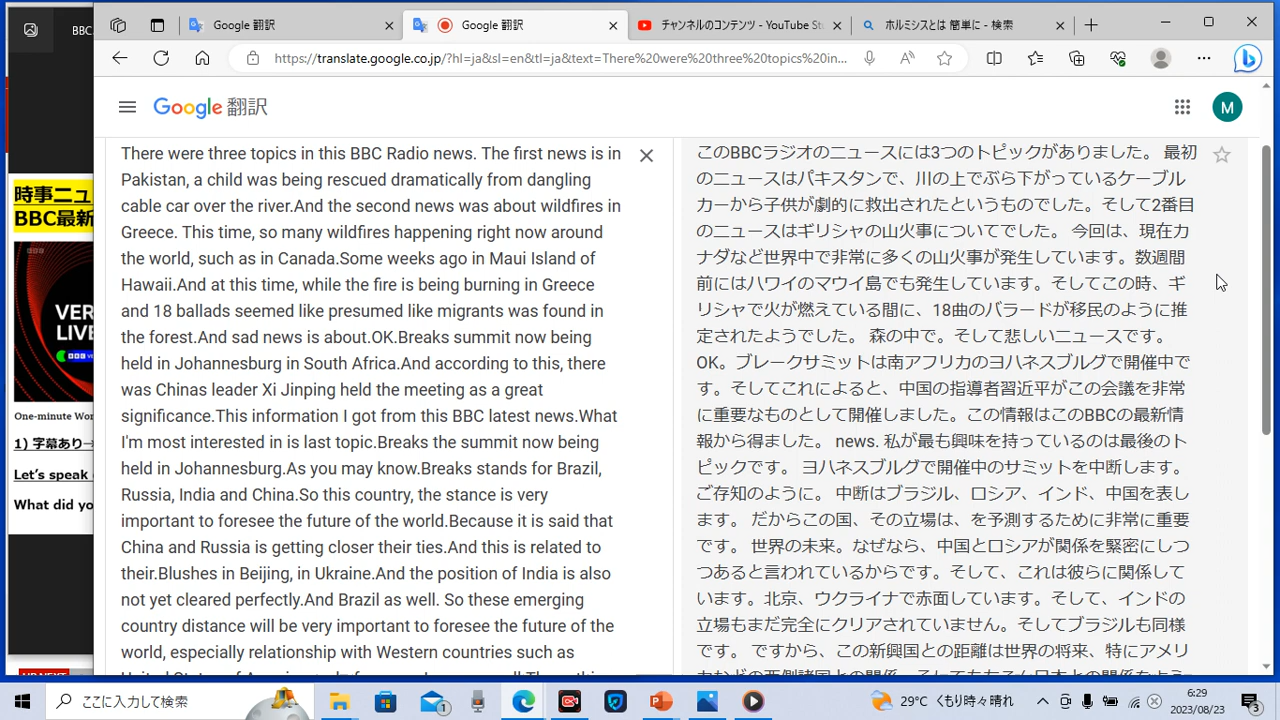 BBC
Google 翻訳
Google 翻訳
チャンネルのコンテンツ - YouTube St
ホルミシスとは 簡単に - 検索
https://translate.google.co.jp/?hl=ja&sl=en&tl=ja&text=There%20were%20three%20topics%20in...
Google 翻訳
M
There were three topics in this BBC Radio news. The first news is in
Pakistan, a child was being rescued dramatically from dangling
cable car over the river.And the second news was about wildfires in
Greece. This time, so many wildfires happening right now around
the world, such as in Canada.Some weeks ago in Maui Island of
Hawaii.And at this time, while the fire is being burning in Greece
and 18 ballads seemed like presumed like migrants was found in
the forest.And sad news is about.OK.Breaks summit now being
held in Johannesburg in South Africa.And according to this, there
was Chinas leader Xi Jinping held the meeting as a great
significance.This information I got from this BBC latest news.What
I'm most interested in is last topic.Breaks the summit now being
held in Johannesburg.As you may know.Breaks stands for Brazil,
Russia, India and China.So this country, the stance is very
important to foresee the future of the world.Because it is said that
China and Russia is getting closer their ties.And this is related to
their.Blushes in Beijing, in Ukraine.And the position of India is also
not yet cleared perfectly.And Brazil as well. So these emerging
country distance will be very important to foresee the future of the
world, especially relationship with Western countries such as
このBBCラジオのニュースには3つのトピックがありました。 最初
のニュースはパキスタンで、川の上でぶら下がっているケーブル
カーから子供が劇的に救出されたというものでした。そして2番目
のニュースはギリシャの山火事についてでした。 今回は、現在カ
ナダなど世界中で非常に多くの山火事が発生しています。数週間
前にはハワイのマウイ島でも発生しています。そしてこの時、ギ
リシャで火が燃えている間に、18曲のバラードが移民のように推
定されたようでした。 森の中で。そして悲しいニュースです。
OK。ブレークサミットは南アフリカのヨハネスブルグで開催中で
す。そしてこれによると、中国の指導者習近平がこの会議を非常
に重要なものとして開催しました。この情報はこのBBCの最新情
報から得ました。 news. 私が最も興味を持っているのは最後のト
ピックです。 ヨハネスブルグで開催中のサミットを中断します。
ご存知のように。 中断はブラジル、ロシア、インド、中国を表し
ます。 だからこの国、その立場は、を予測するために非常に重要
です。 世界の未来。なぜなら、中国とロシアが関係を緊密にしつ
つあると言われているからです。そして、これは彼らに関係して
います。北京、ウクライナで赤面しています。そして、インドの
立場もまだ完全にクリアされていません。そしてブラジルも同様
です。 ですから、この新興国との距離は世界の将来、特にアメリ
時事ニュ
BBC最新
VER
LIVE
One-minute Wor
1) 字幕あり→
Let's speak
What did yo
ここに入力して検索
29°C くもり時々晴れ
6:29
2023/08/23
3